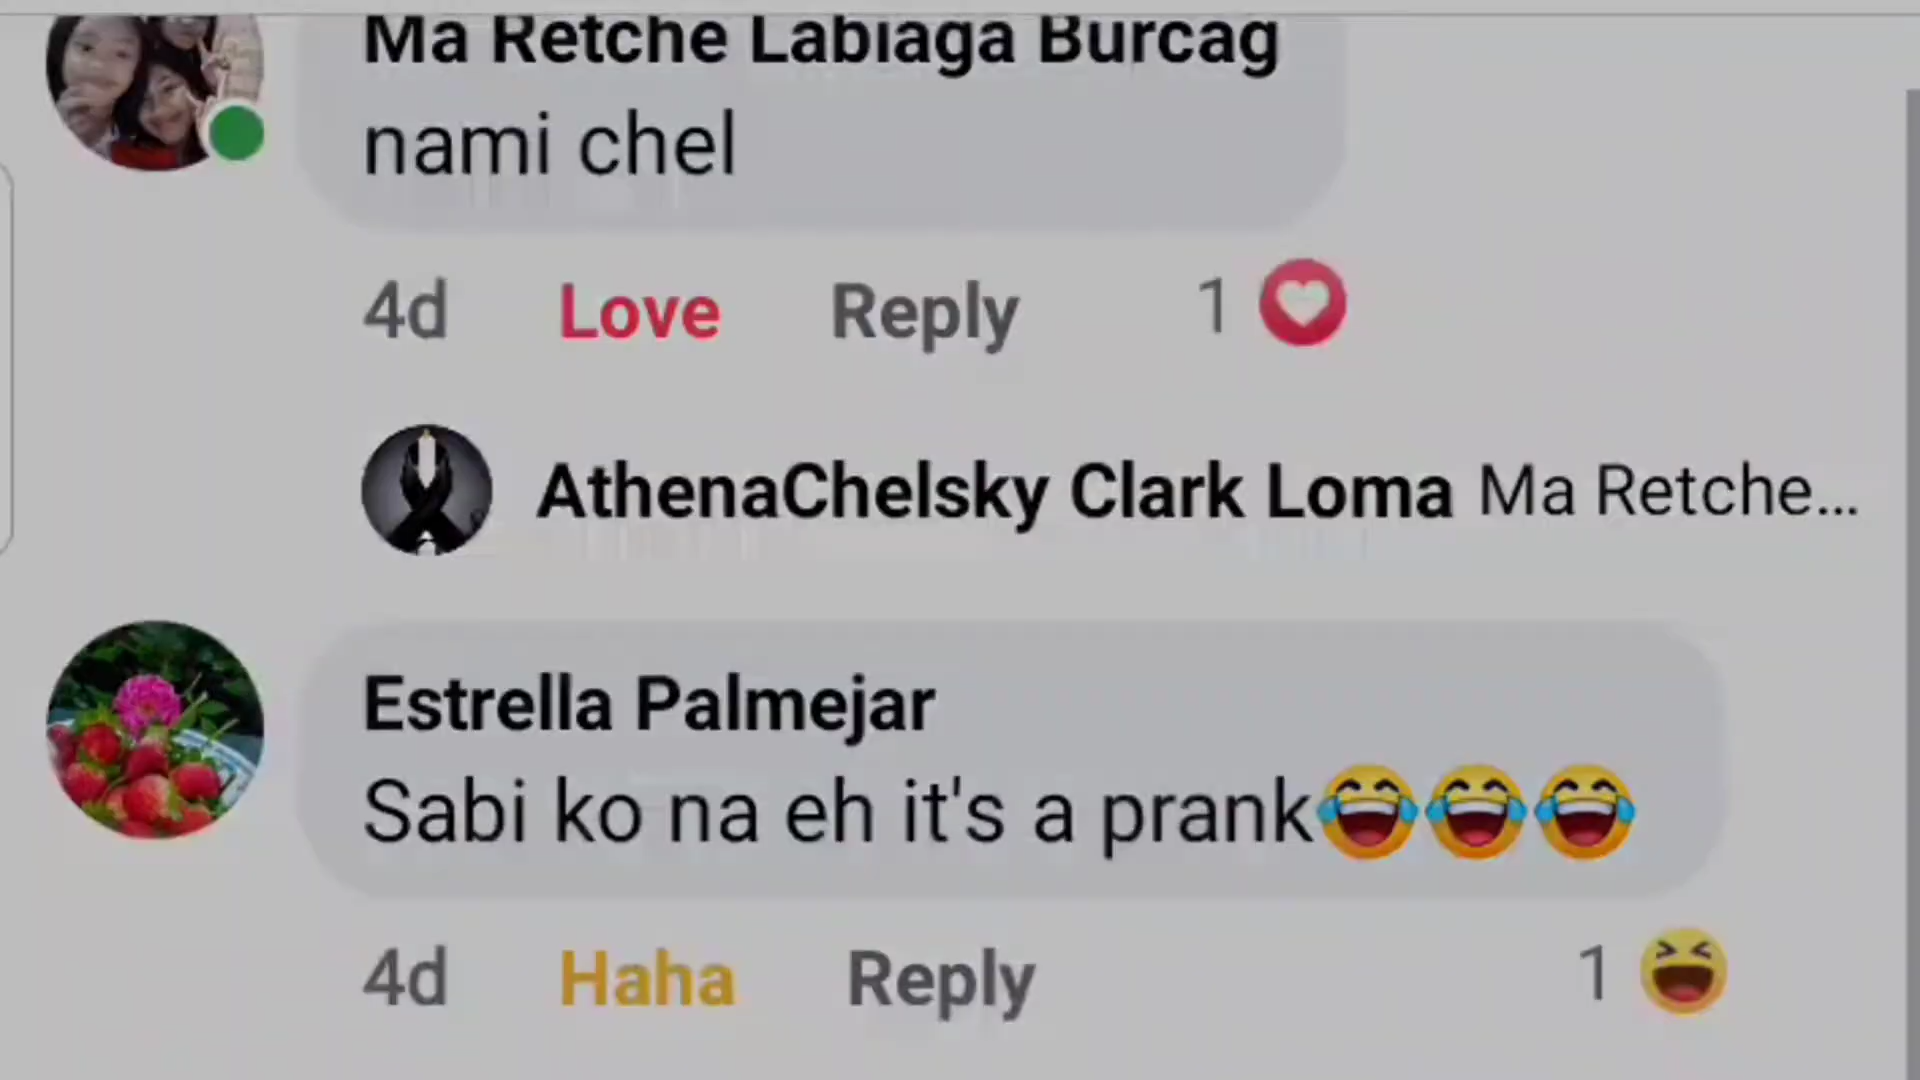 Ma Retche Labiaga Burcag
nami chel
4d Love Reply 1
AthenaChelsky Clark Loma Ma Retche...
Estrella Palmejar
Sabi ko na eh it's a prank😂😂😂
4d Haha Reply 1